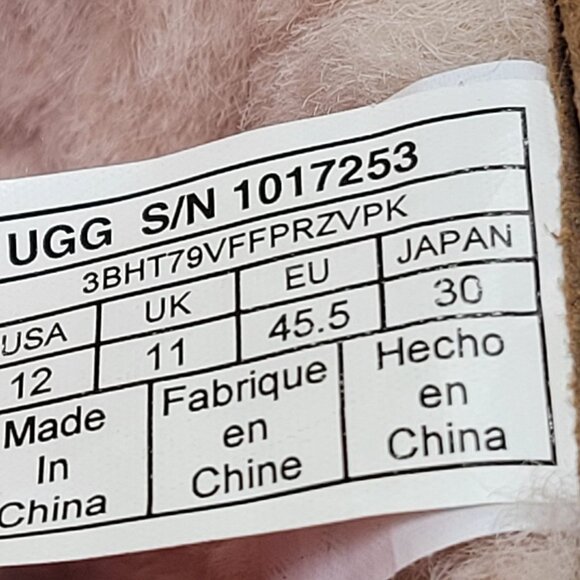 UGG S/N 1017253
3BHT79VFFPRZVPK
USA UK EU JAPAN
12 11 45.5 30
Made Fabrique Hecho
In en en
China Chine China